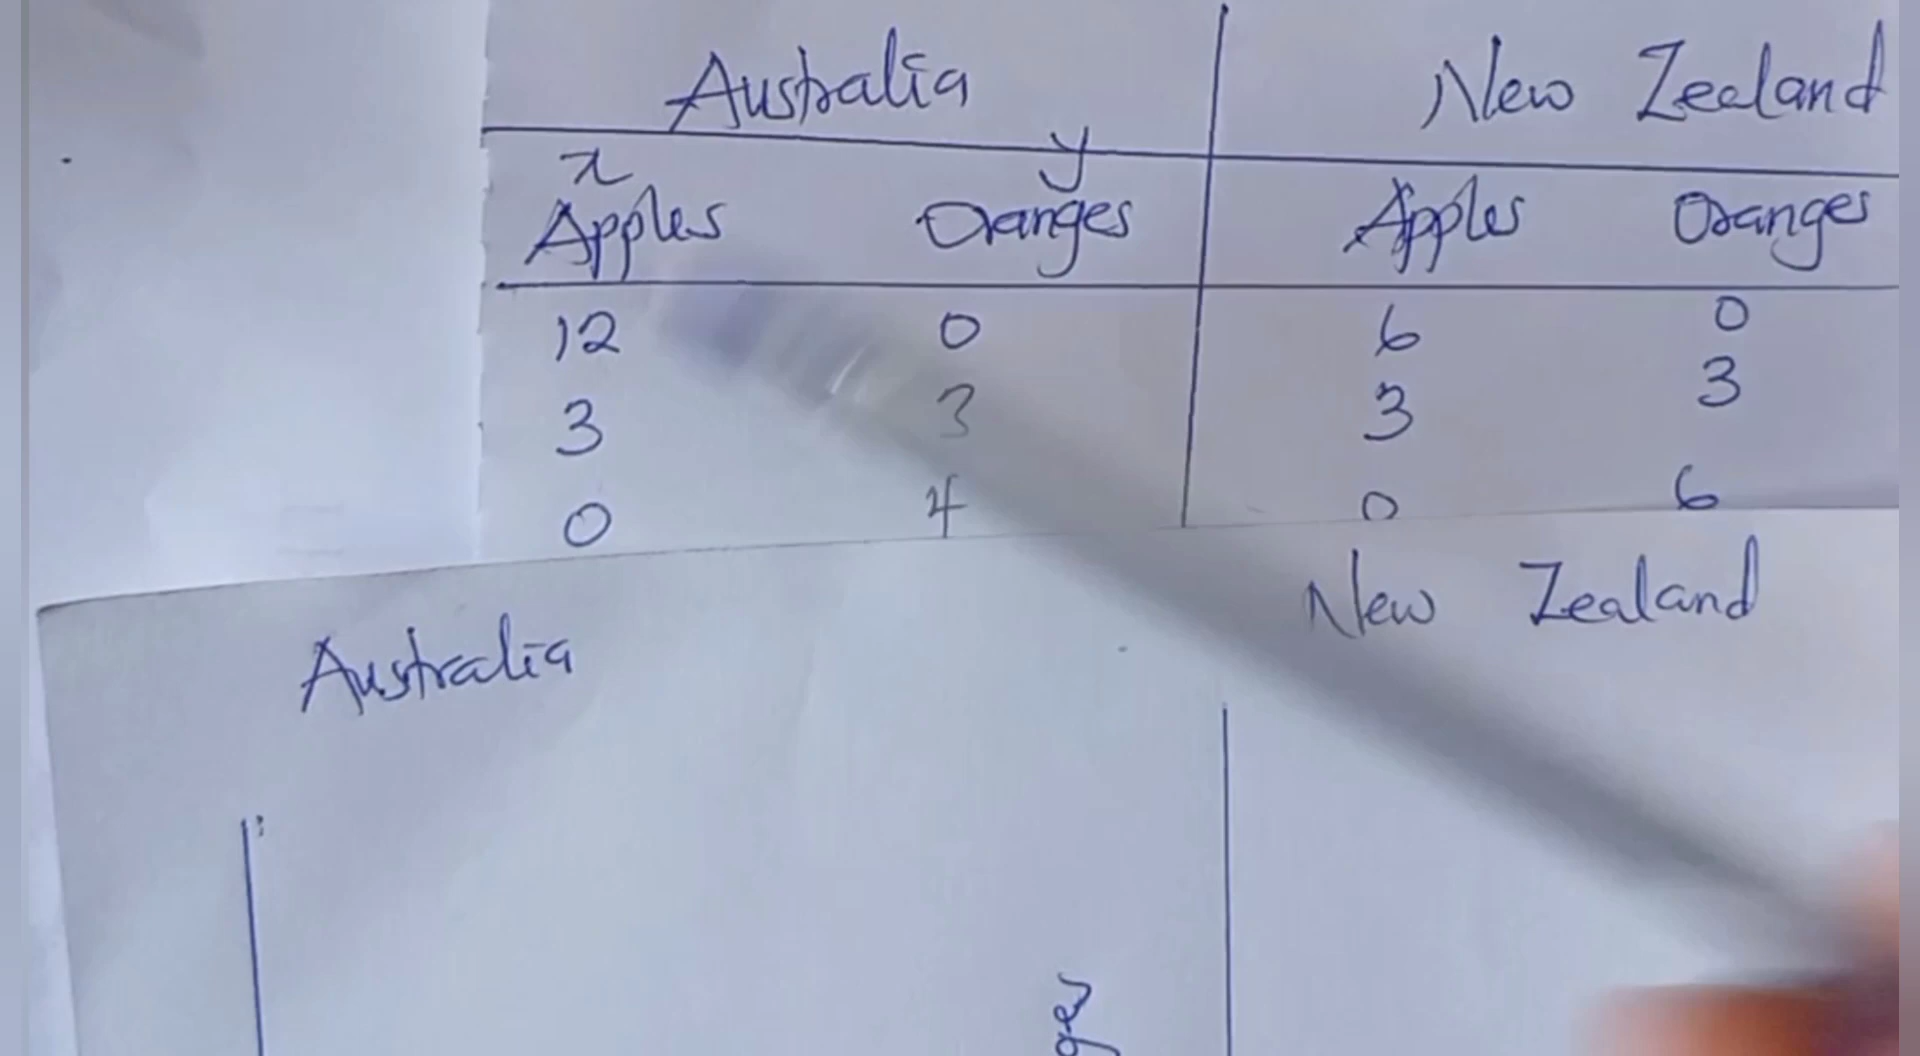 Australia New Zealand
x y
Apples Oranges Apples Oranges
12 0 6 0
3 3 3 3
0 4 0 6
Australia New Zealand